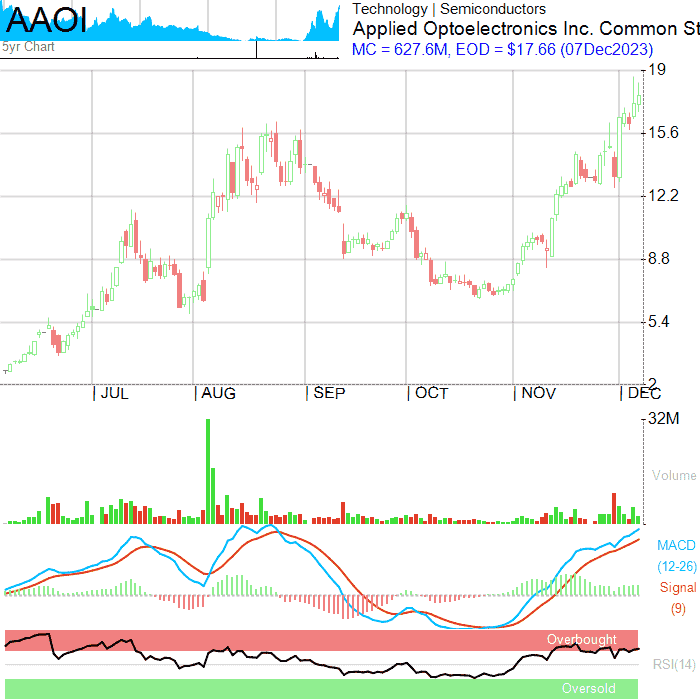 AAOI
5yr Chart
Technology | Semiconductors
Applied Optoelectronics Inc. Common St
MC = 627.6M, EOD = $17.66 (07Dec2023)
19
15.6
12.2
8.8
5.4
2
JUL
AUG
SEP
OCT
NOV
DEC
32M
Volume
MACD
(12-26)
Signal
(9)
Overbought
RSI(14)
Oversold